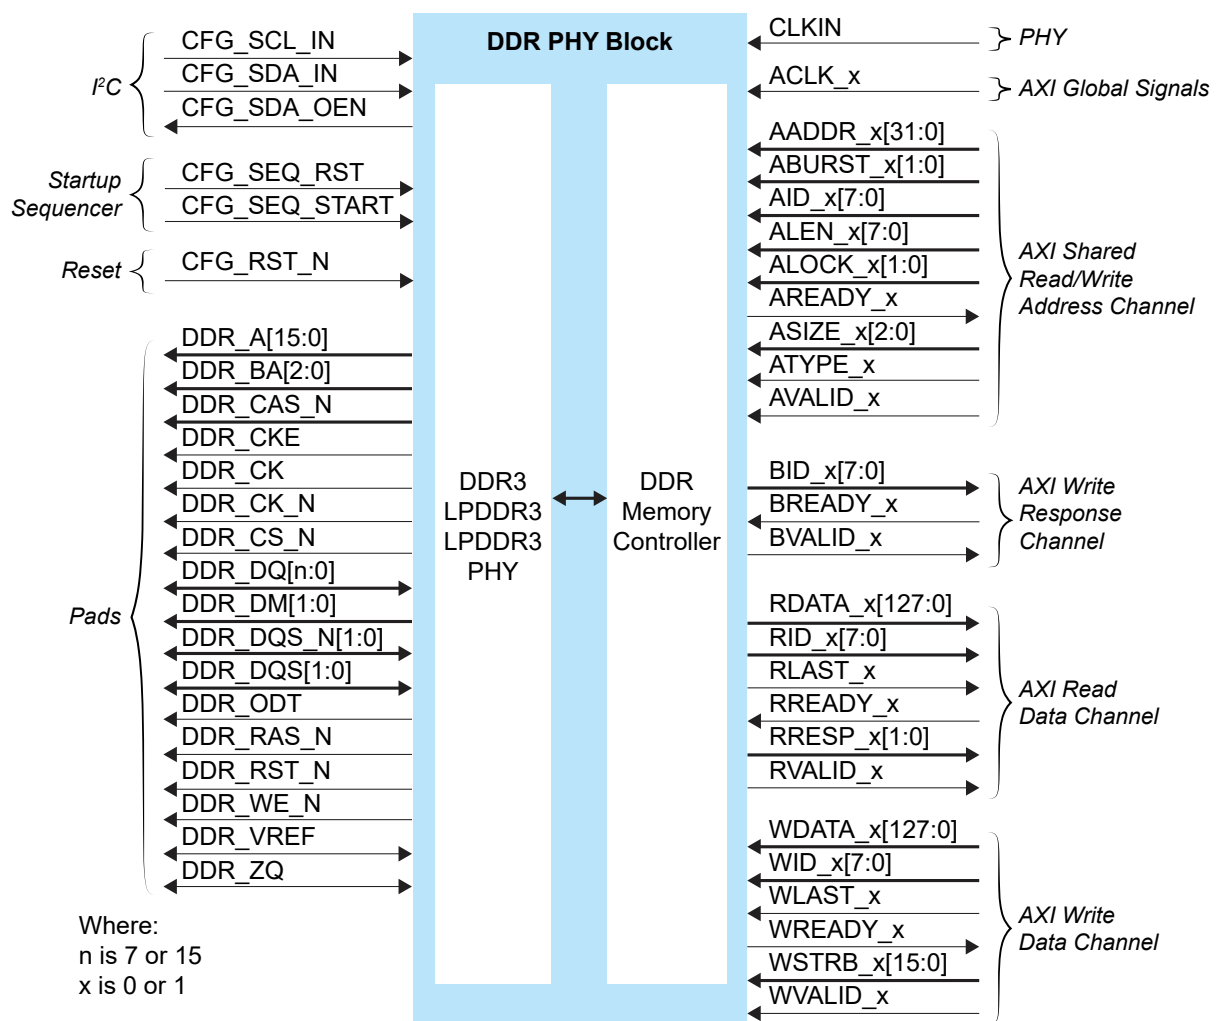 DDR PHY Block
I²C
CFG_SCL_IN
CFG_SDA_IN
CFG_SDA_OEN
Startup
Sequencer
CFG_SEQ_RST
CFG_SEQ_START
Reset
CFG_RST_N
Pads
DDR_A[15:0]
DDR_BA[2:0]
DDR_CAS_N
DDR_CKE
DDR_CK
DDR_CK_N
DDR_CS_N
DDR_DQ[n:0]
DDR_DM[1:0]
DDR_DQS_N[1:0]
DDR_DQS[1:0]
DDR_ODT
DDR_RAS_N
DDR_RST_N
DDR_WE_N
DDR_VREF
DDR_ZQ
Where:
n is 7 or 15
x is 0 or 1
DDR3
LPDDR3
LPDDR3
PHY
DDR
Memory
Controller
CLKIN
PHY
ACLK_x
AXI Global Signals
AADDR_x[31:0]
ABURST_x[1:0]
AID_x[7:0]
ALEN_x[7:0]
ALOCK_x[1:0]
AREADY_x
ASIZE_x[2:0]
ATYPE_x
AVALID_x
AXI Shared
Read/Write
Address Channel
BID_x[7:0]
BREADY_x
BVALID_x
AXI Write
Response
Channel
RDATA_x[127:0]
RID_x[7:0]
RLAST_x
RREADY_x
RRESP_x[1:0]
RVALID_x
AXI Read
Data Channel
WDATA_x[127:0]
WID_x[7:0]
WLAST_x
WREADY_x
WSTRB_x[15:0]
WVALID_x
AXI Write
Data Channel